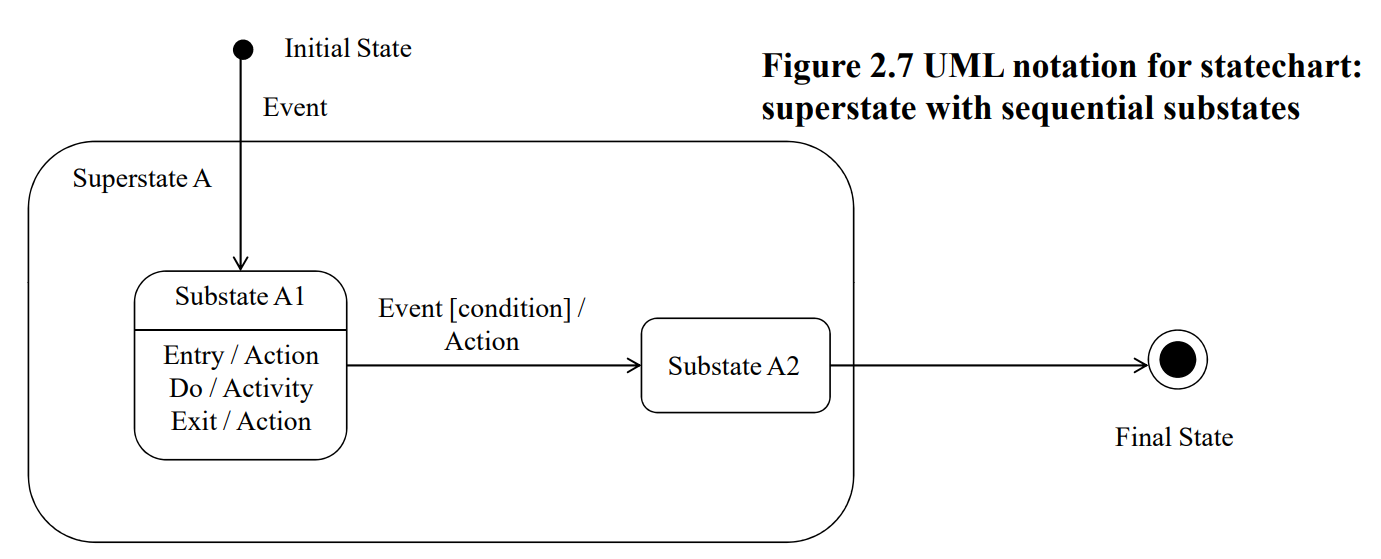 Initial State
Figure 2.7 UML notation for statechart:
superstate with sequential substates
Event
Superstate A
Substate A1
Entry / Action
Do / Activity
Exit / Action
Event [condition] /
Action
Substate A2
Final State